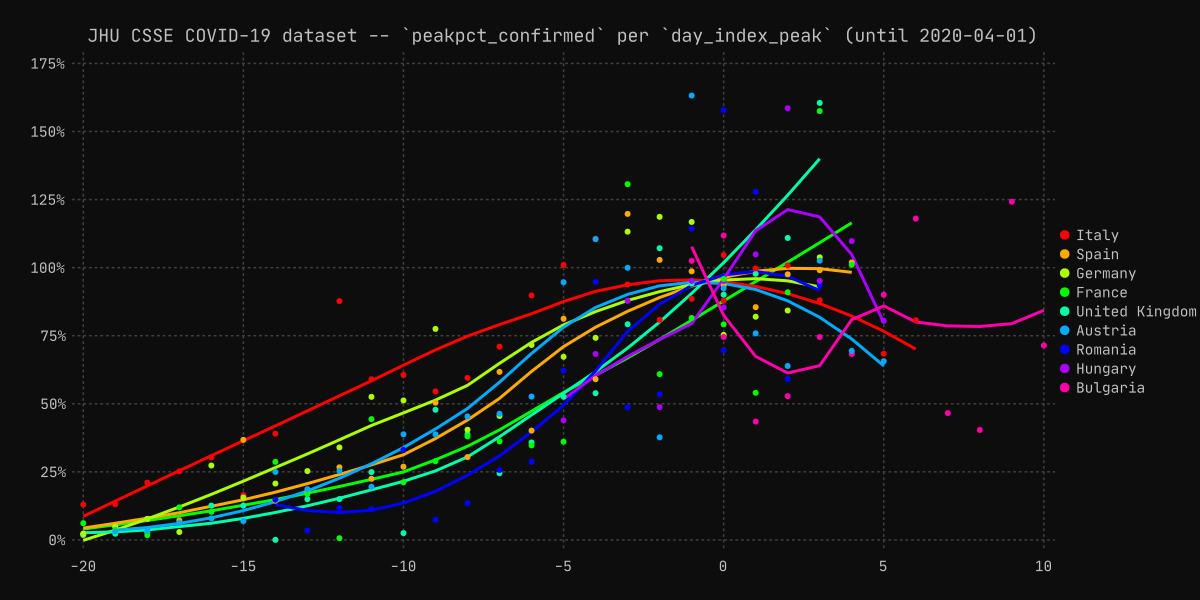 JHU CSSE COVID-19 dataset -- `peakpct_confirmed` per `day_index_peak` (until 2020-04-01)
175%
150%
125%
100%
75%
50%
25%
0%
-20
-15
-10
-5
0
5
10
Italy
Spain
Germany
France
United Kingdom
Austria
Romania
Hungary
Bulgaria